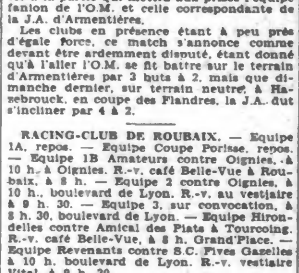 fanion de l'O.M. et celle correspondante de
la J.A. d'Armentières.
Les clubs en présence étant à peu près
d'égale force, ce match s'annonce comme
devant être ardemment disputé, étant donné
qu'à l'aller l'O.M. se fit battre sur le terrain
d'Armentières par 3 buts à 2, mais que di-
manche dernier, sur terrain neutre, à Ha-
zebrouck, en coupe des Flandres, la J.A. dut
s'incliner par 4 à 2.
RACING-CLUB DE ROUBAIX. — Equipe
1A, repos. — Equipe Coupe Porisse, repos.
— Equipe 1B Amateurs contre Oignies, à
10 h. à Oignies. R.-v. café Belle-Vue à Rou-
baix, à 8 h. — Equipe 2 contre Oignies, à
10 h., boulevard de Lyon. R.-v. au vestiaire
à 9 h. 30. — Equipe 3, sur convocation, à
8 h. 30, boulevard de Lyon. — Equipe Hiron-
delles contre Amical des Piats à Tourcoing.
R.-v. café Belle-Vue, à 8 h. Grand'Place. —
Equipe Revenants contre S.C. Fives Gazelles
à 10 h. boulevard de Lyon. R.-v. vestiaire